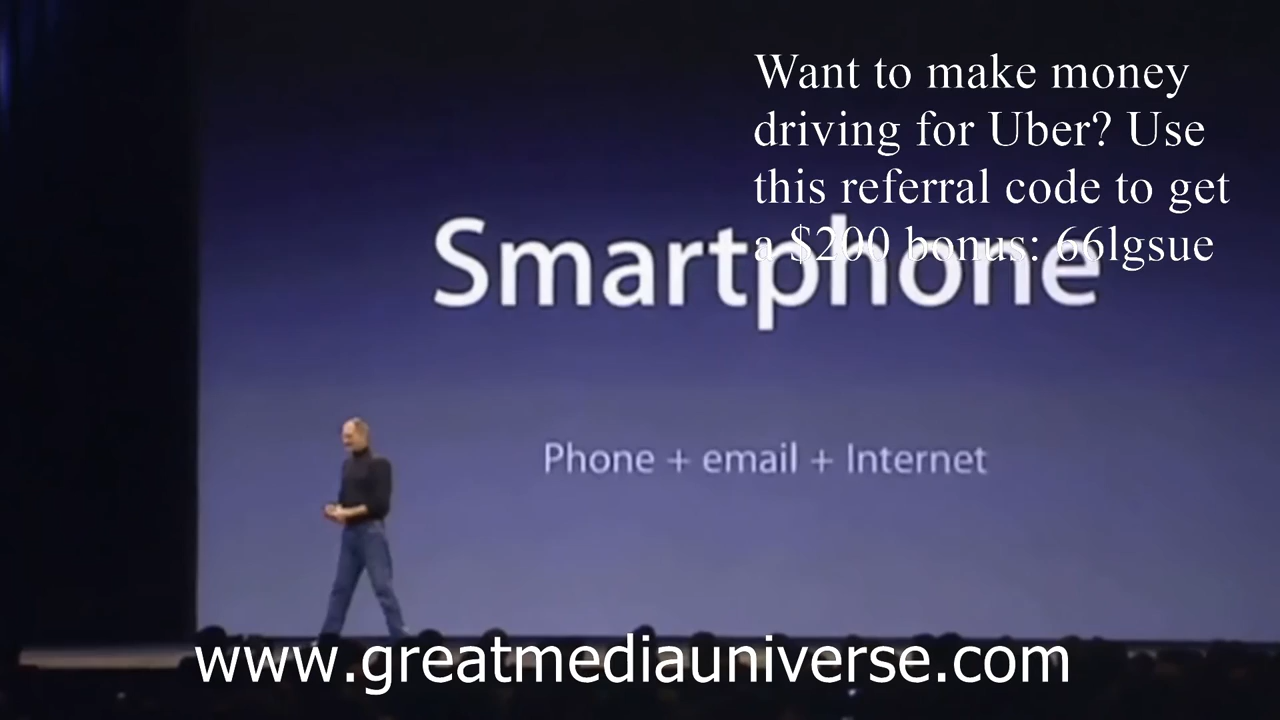 Want to make money
driving for Uber? Use
this referral code to get
a $200 bonus: 66lgsue
Smartphone
Phone + email + Internet
www.greatmediauniverse.com